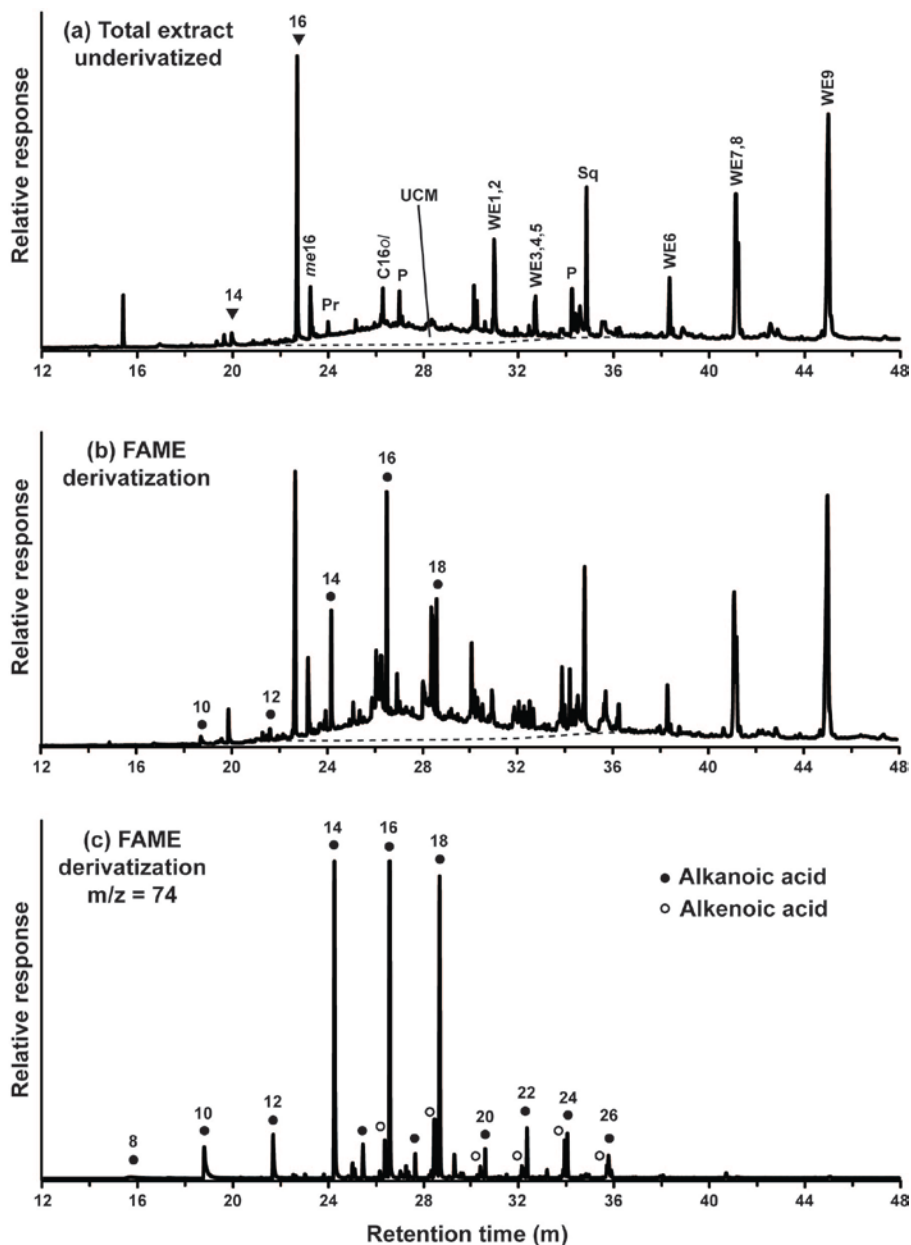 (a) Total extract
underivatized
16
14
me16
Pr
C16ol
P
UCM
WE1,2
WE3,4,5
P
Sq
WE6
WE7,8
WE9
Relative response
12 16 20 24 28 32 36 40 44 48
(b) FAME
derivatization
10
12
14
16
18
Relative response
12 16 20 24 28 32 36 40 44 48
(c) FAME
derivatization
m/z = 74
8
10
12
14
16
18
20
22
24
26
● Alkanoic acid
○ Alkenoic acid
Relative response
12 16 20 24 28 32 36 40 44 48
Retention time (m)